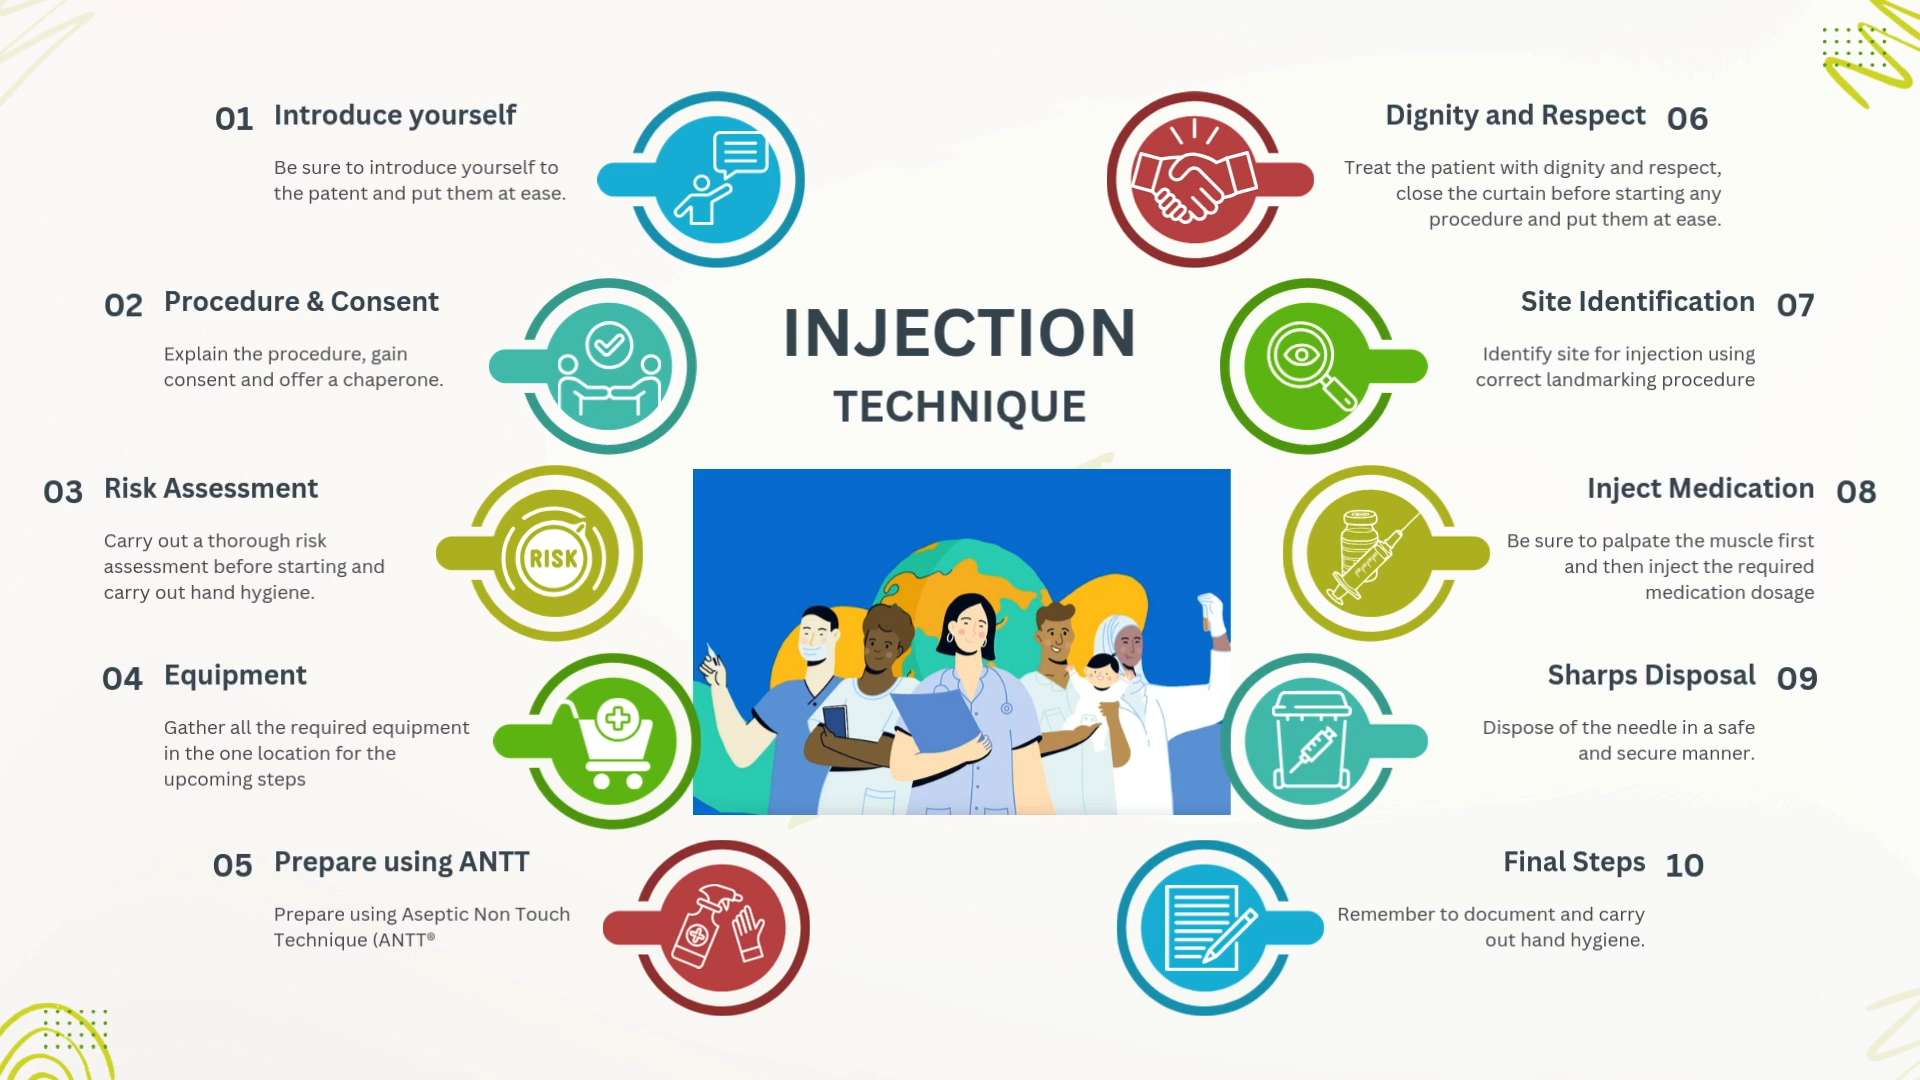 INJECTION
TECHNIQUE
01 Introduce yourself
Be sure to introduce yourself to
the patent and put them at ease.
02 Procedure & Consent
Explain the procedure, gain
consent and offer a chaperone.
03 Risk Assessment
Carry out a thorough risk
assessment before starting and
carry out hand hygiene.
RISK
04 Equipment
Gather all the required equipment
in the one location for the
upcoming steps
05 Prepare using ANTT
Prepare using Aseptic Non Touch
Technique (ANTT®
Dignity and Respect 06
Treat the patient with dignity and respect,
close the curtain before starting any
procedure and put them at ease.
Site Identification 07
Identify site for injection using
correct landmarking procedure
Inject Medication 08
Be sure to palpate the muscle first
and then inject the required
medication dosage
Sharps Disposal 09
Dispose of the needle in a safe
and secure manner.
Final Steps 10
Remember to document and carry
out hand hygiene.